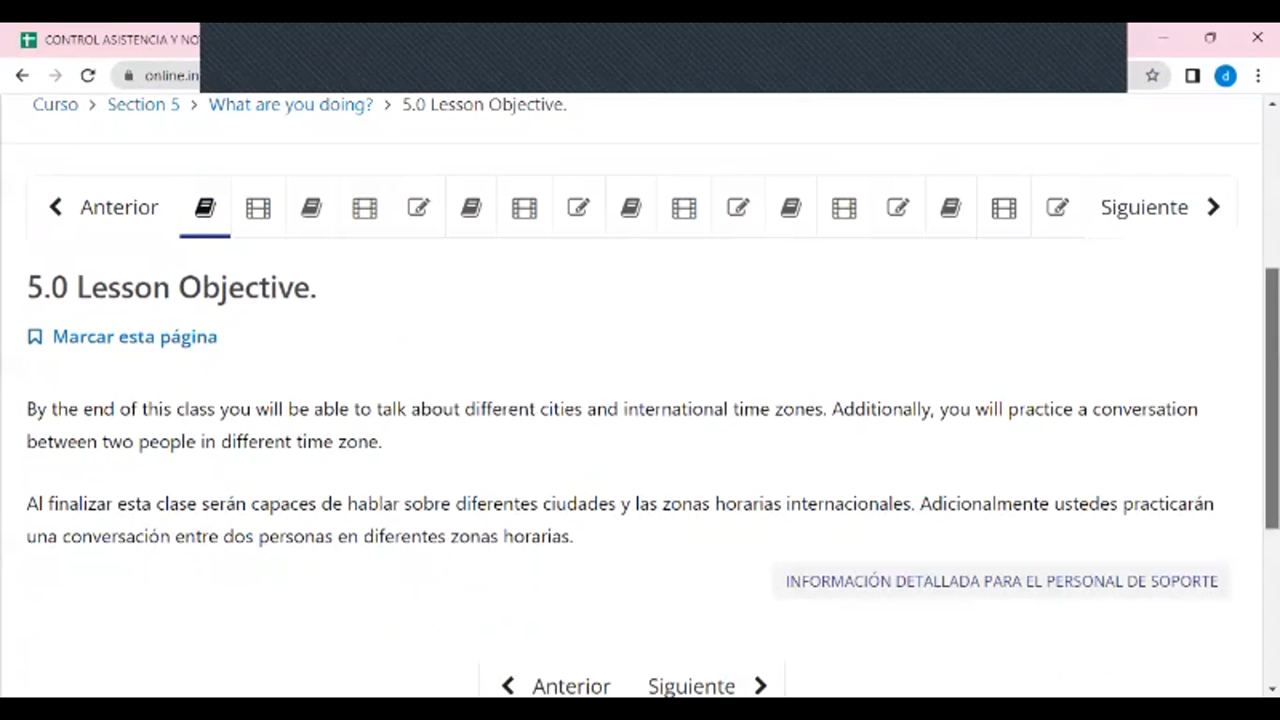 CONTROL ASISTENCIA Y NO
online.in
d
Curso > Section 5 > What are you doing? > 5.0 Lesson Objective.
Anterior
Siguiente
5.0 Lesson Objective.
Marcar esta página
By the end of this class you will be able to talk about different cities and international time zones. Additionally, you will practice a conversation
between two people in different time zone.
Al finalizar esta clase serán capaces de hablar sobre diferentes ciudades y las zonas horarias internacionales. Adicionalmente ustedes practicarán
una conversación entre dos personas en diferentes zonas horarias.
INFORMACIÓN DETALLADA PARA EL PERSONAL DE SOPORTE
Anterior Siguiente